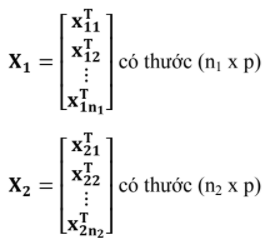 X₁ = [x₁₁ᵀ
x₁₂ᵀ
⋮
x₁ₙ₁ᵀ] có thước (n₁ x p)
X₂ = [x₂₁ᵀ
x₂₂ᵀ
⋮
x₂ₙ₂ᵀ] có thước (n₂ x p)